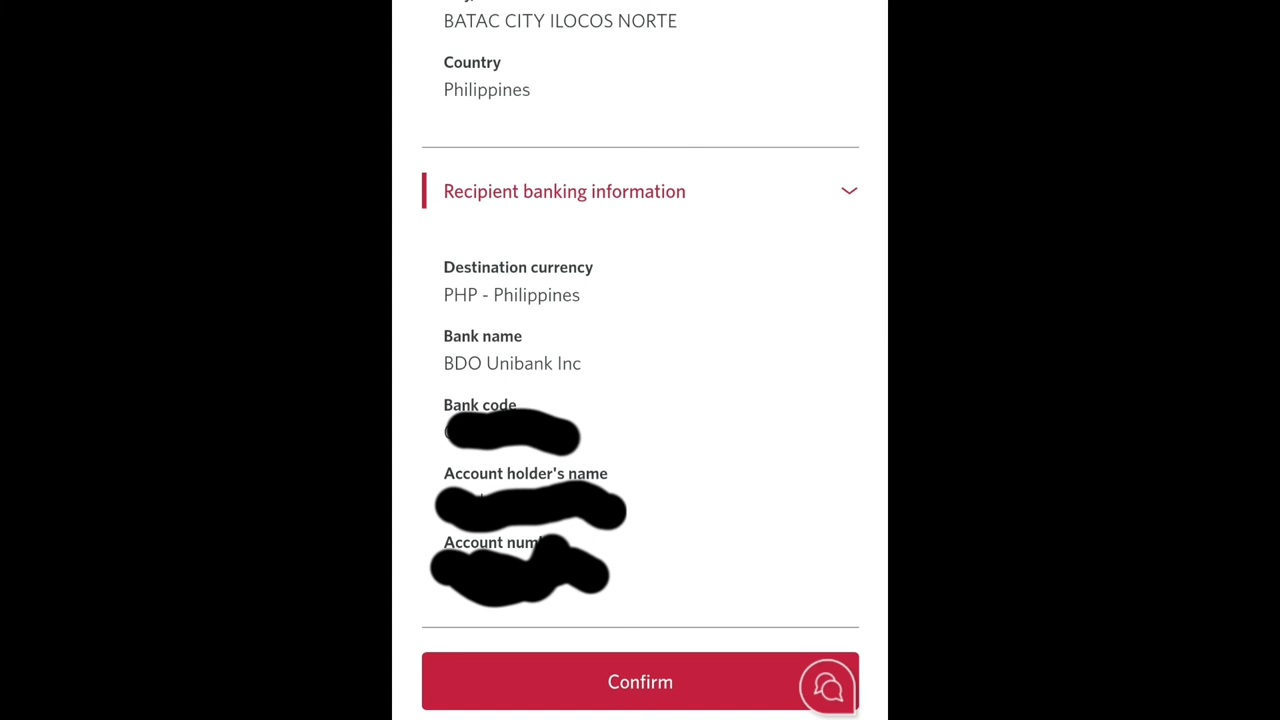 BATAC CITY ILOCOS NORTE
Country
Philippines
Recipient banking information
Destination currency
PHP - Philippines
Bank name
BDO Unibank Inc
Bank code
Account holder's name
Account
Confirm